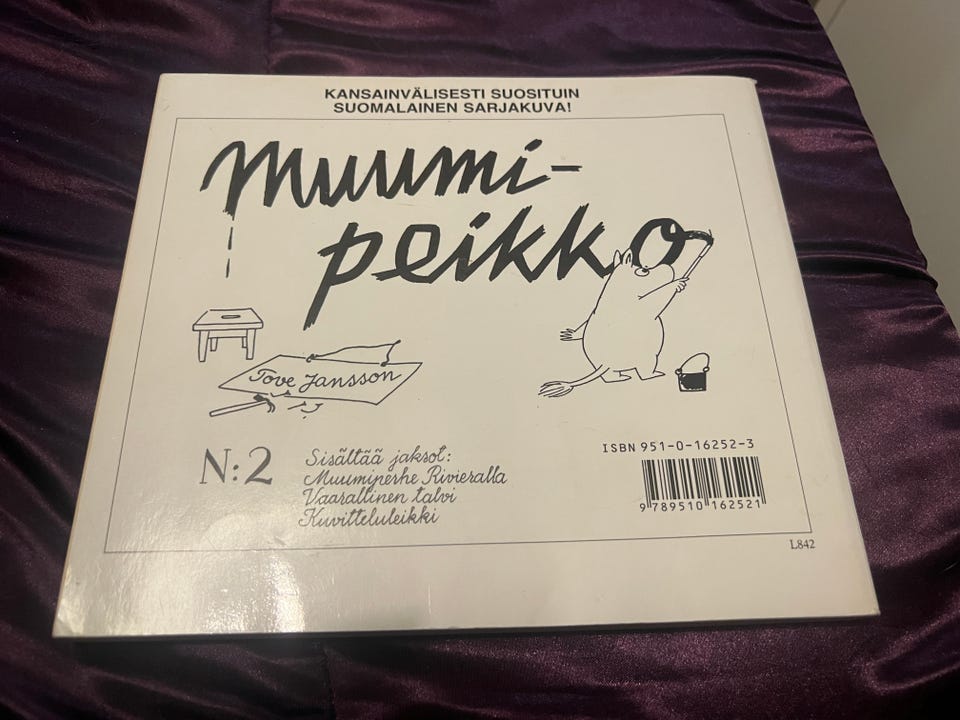 KANSAINVÄLISESTI SUOSITUIN
SUOMALAINEN SARJAKUVA!
Muumi-
peikko
Tove Jansson
N:2
Sisältää jaksot:
Muumiperhe Rivieralla
Vaarallinen talvi
Kuvitteluleikki
ISBN 951-0-16252-3
9 789510 162521
L842